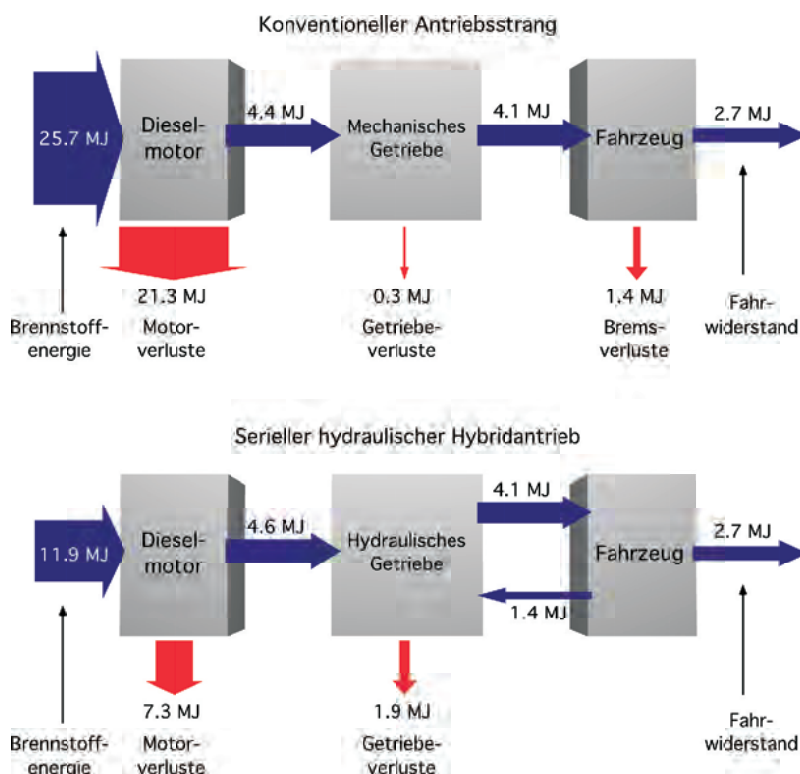 Konventioneller Antriebsstrang
25.7 MJ
Diesel-
motor
4.4 MJ
Mechanisches
Getriebe
4.1 MJ
Fahrzeug
2.7 MJ
Brennstoff-
energie
21.3 MJ
Motor-
verluste
0.3 MJ
Getriebe-
verluste
1.4 MJ
Brems-
verluste
Fahr-
widerstand
Serieller hydraulischer Hybridantrieb
11.9 MJ
Diesel-
motor
4.6 MJ
Hydraulisches
Getriebe
4.1 MJ
1.4 MJ
Fahrzeug
2.7 MJ
Brennstoff-
energie
7.3 MJ
Motor-
verluste
1.9 MJ
Getriebe-
verluste
Fahr-
widerstand